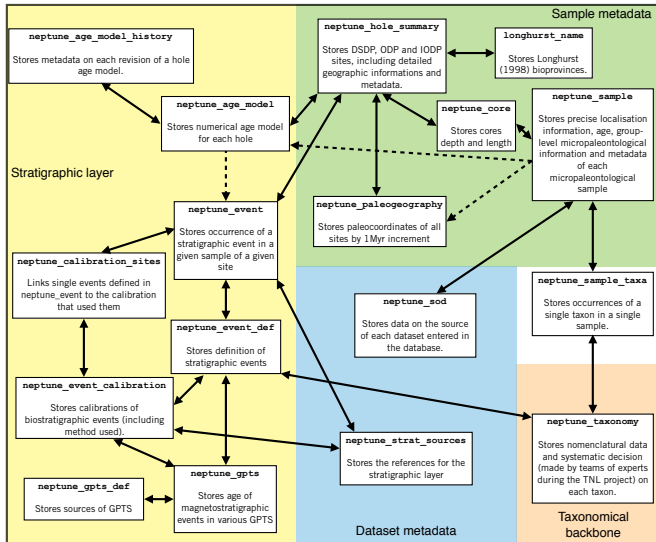 Sample metadata
neptune_age_model_history
Stores metadata on each revision of a hole
age model.
neptune_hole_summary
Stores DSDP, ODP and IODP
sites, including detailed
geographic informations and
metadata.
longhurst_name
Stores Longhurst
(1998) bioprovinces.
neptune_age_model
Stores numerical age model
for each hole
neptune_core
Stores cores
depth and length
neptune_sample
Stores precise localisation
information, age, group-
level micropaleontological
information and metadata
of each
micropaleontological
sample
Stratigraphic layer
neptune_event
Stores occurrence of a
stratigraphic event in a
given sample of a given
site
neptune_paleogeography
Stores paleocoordinates of all
sites by 1Myr increment
neptune_calibration_sites
Links single events defined in
neptune_event to the calibration
that used them
neptune_sod
Stores data on the source
of each dataset entered in
the database.
neptune_sample_taxa
Stores occurrences of a
single taxon in a single
sample.
neptune_event_def
Stores definition of
stratigraphic events
neptune_event_calibration
Stores calibrations of
biostratigraphic events (including
method used).
neptune_strat_sources
Stores the references for the
stratigraphic layer
neptune_taxonomy
Stores nomenclatural data
and systematic decision
(made by teams of experts
during the TNL project) on
each taxon.
neptune_gpts_def
Stores sources of GPTS
neptune_gpts
Stores age of
magnetostratigraphic
events in various GPTS
Dataset metadata
Taxonomical
backbone